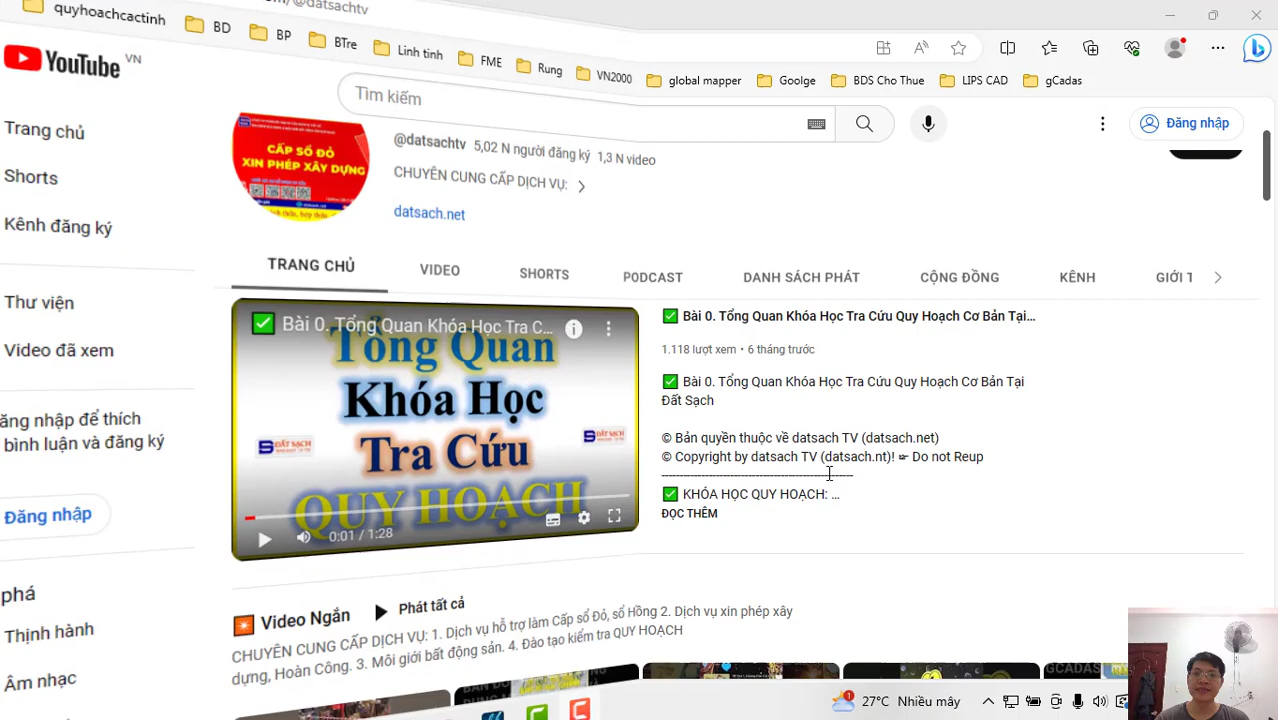 /@datsachtv
quyhoachcactinh BD BP BTre Linh tinh FME Rung VN2000 global mapper Goolge BDS Cho Thue LIPS CAD gCadas
YouTube VN
Tìm kiếm
Đăng nhập
Trang chủ
Shorts
Kênh đăng ký
Thư viện
Video đã xem
ăng nhập để thích
bình luận và đăng ký
Đăng nhập
phá
Thịnh hành
Âm nhạc
CẤP SỔ ĐỎ
XIN PHÉP XÂY DỰNG
@datsachtv 5,02 N người đăng ký 1,3 N video
CHUYÊN CUNG CẤP DỊCH VỤ:
datsach.net
TRANG CHỦ VIDEO SHORTS PODCAST DANH SÁCH PHÁT CỘNG ĐỒNG KÊNH GIỚI T
✅ Bài 0. Tổng Quan Khóa Học Tra C...
Tổng Quan
Khóa Học
Tra Cứu
QUY HOẠCH
ĐẤT SẠCH
ĐẤT SẠCH
0:01 / 1:28
✅ Bài 0. Tổng Quan Khóa Học Tra Cứu Quy Hoạch Cơ Bản Tại...
1.118 lượt xem • 6 tháng trước
✅ Bài 0. Tổng Quan Khóa Học Tra Cứu Quy Hoạch Cơ Bản Tại
Đất Sạch
© Bản quyền thuộc về datsach TV (datsach.net)
© Copyright by datsach TV (datsach.nt)! ☛ Do not Reup
-----------------------------------------------------
✅ KHÓA HỌC QUY HOẠCH: ...
ĐỌC THÊM
Video Ngắn Phát tất cả
CHUYÊN CUNG CẤP DỊCH VỤ: 1. Dịch vụ hỗ trợ làm Cấp sổ Đỏ, sổ Hồng 2. Dịch vụ xin phép xây
dựng, Hoàn Công. 3. Môi giới bất động sản. 4. Đào tạo kiểm tra QUY HOẠCH
GCADAS
1
27°C Nhiều mây